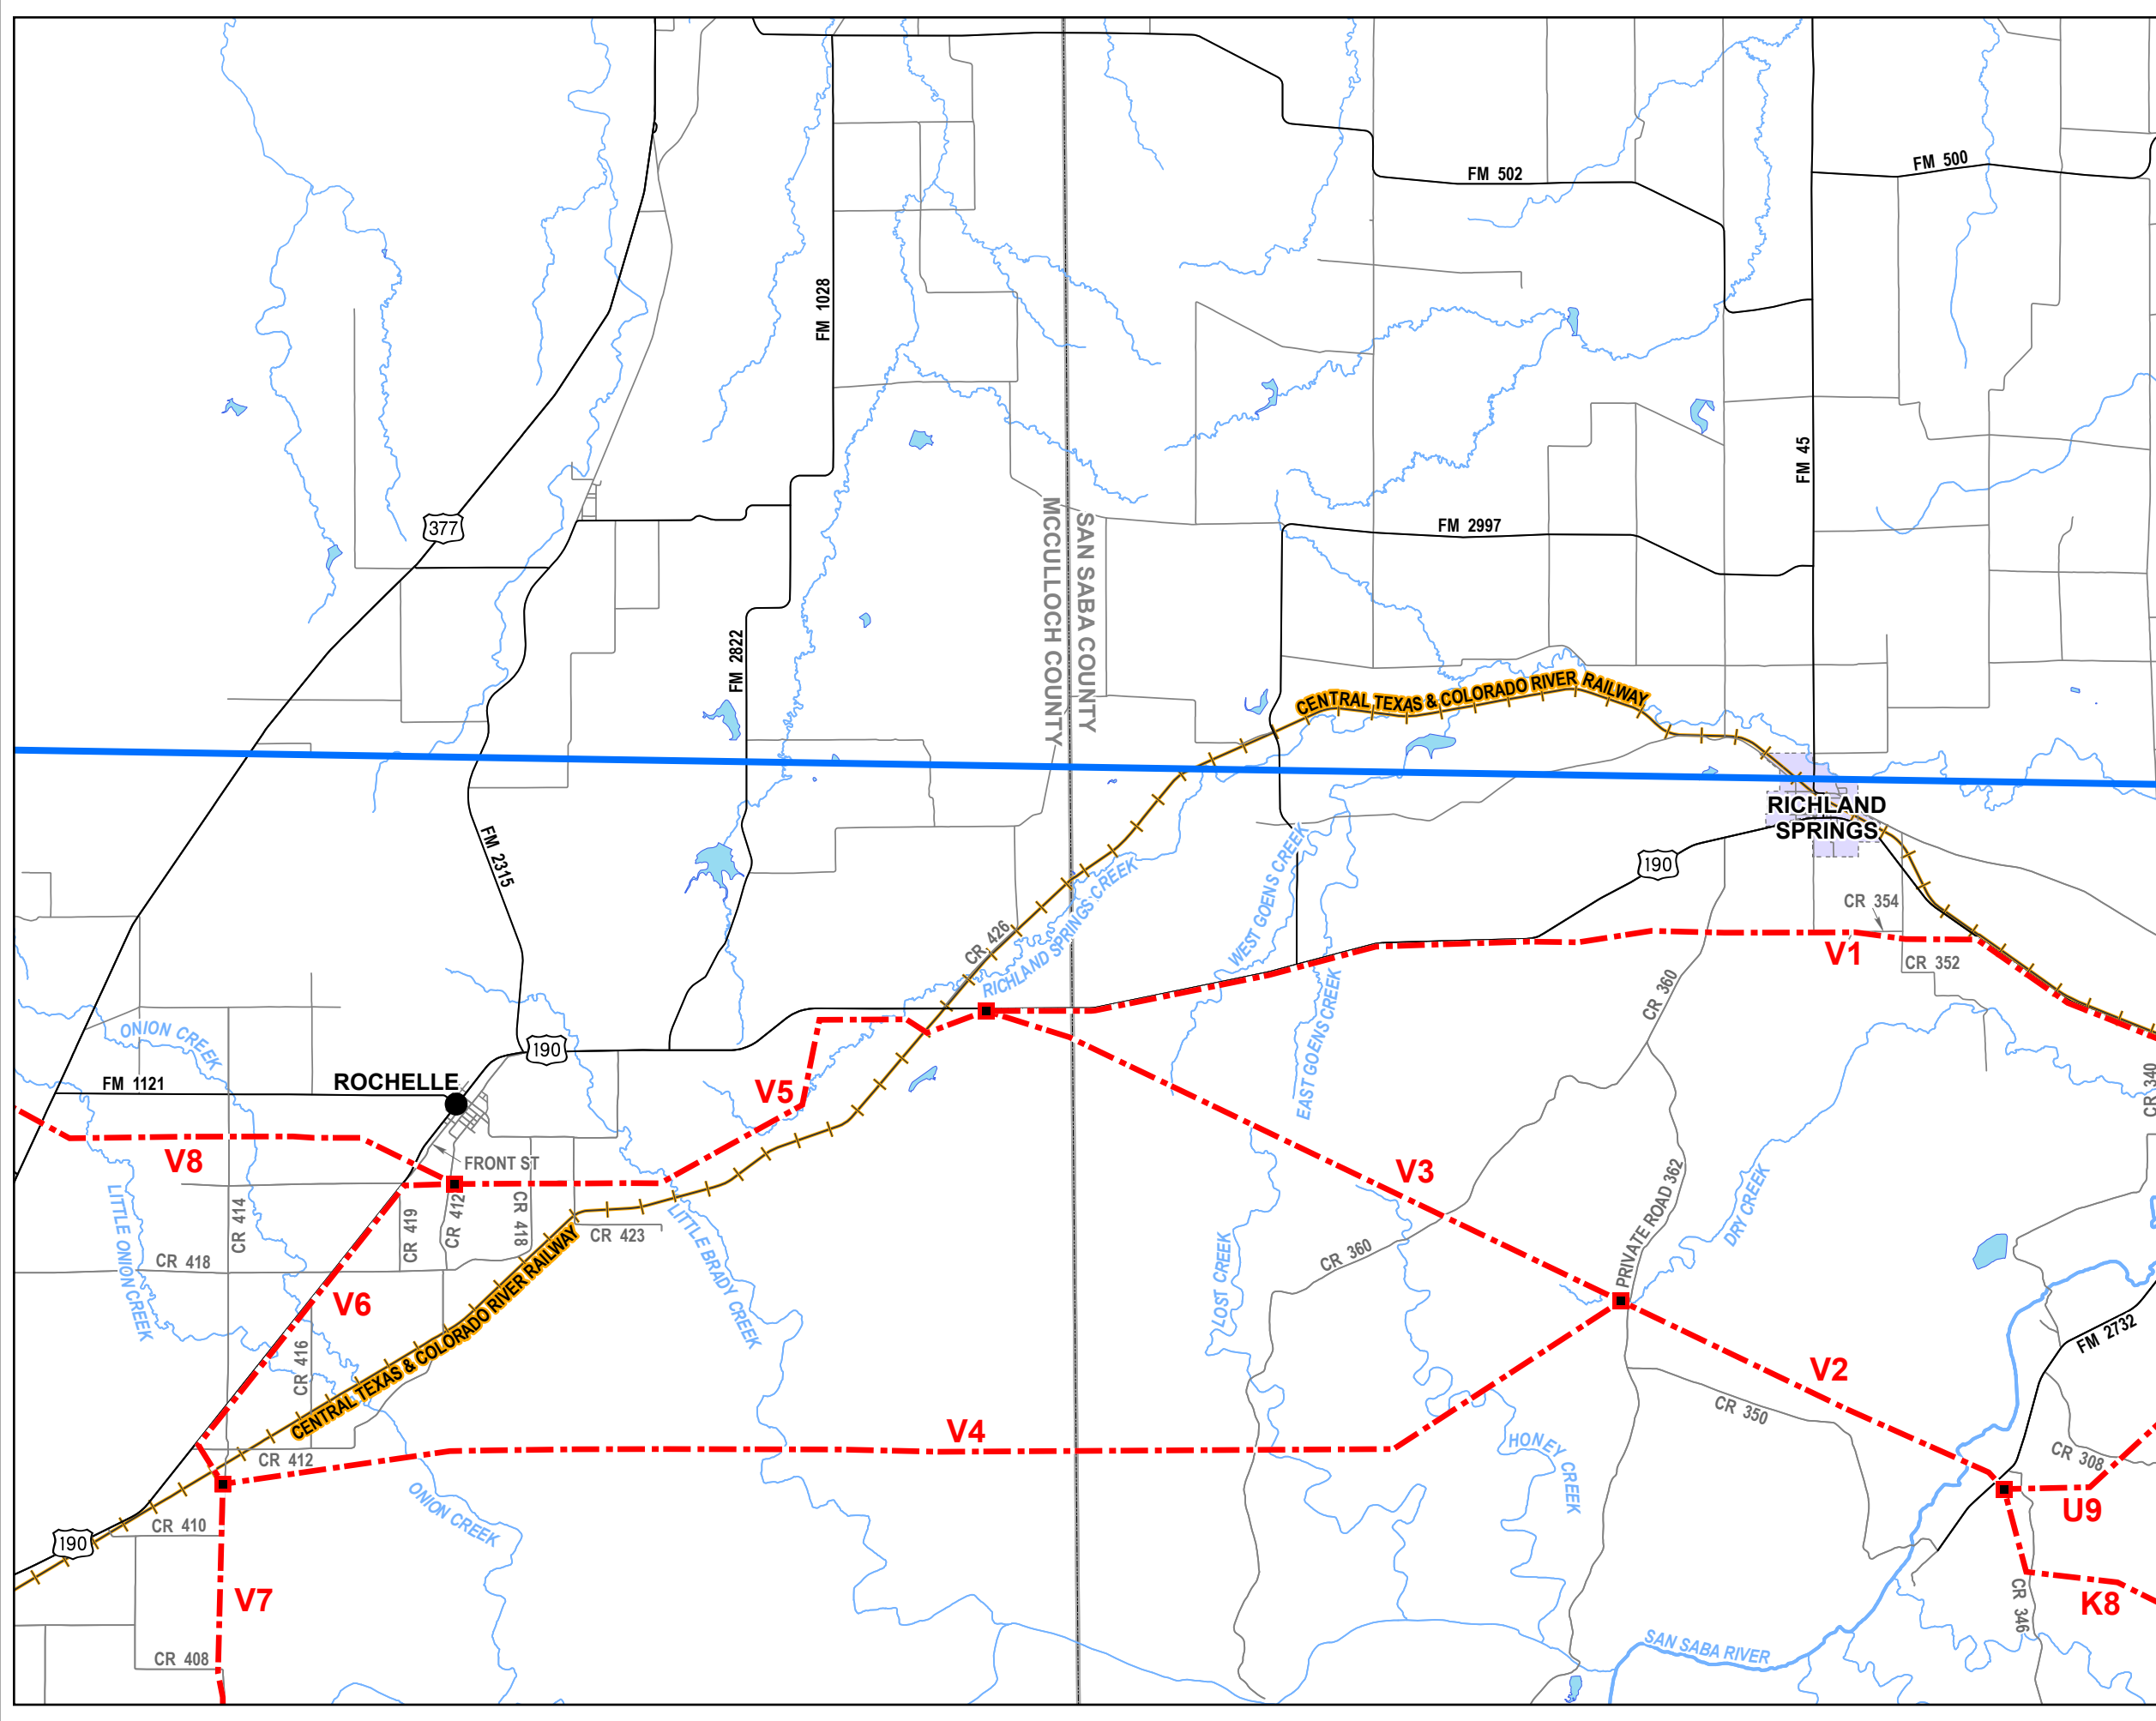 FM 500
FM 502
FM 1028
FM 45
377
FM 2997
MCCULLOCH COUNTY
SAN SABA COUNTY
FM 2822
CENTRAL TEXAS & COLORADO RIVER RAILWAY
RICHLAND
SPRINGS
FM 2315
190
WEST GOENS CREEK
RICHLAND SPRINGS CREEK
CR 426
CR 354
V1
CR 352
CR 360
EAST GOENS CREEK
ONION CREEK
190
FM 1121
ROCHELLE
V5
CR 340
V8
FRONT ST
V3
PRIVATE ROAD 362
DRY CREEK
LITTLE ONION CREEK
CR 414
CR 419
CR 412
CR 418
CR 423
LITTLE BRADY CREEK
CR 418
CR 360
LOST CREEK
V6
CR 416
CENTRAL TEXAS & COLORADO RIVER RAILWAY
FM 2732
V2
CR 350
V4
HONEY CREEK
CR 412
CR 308
ONION CREEK
CR 410
190
U9
V7
CR 346
K8
SAN SABA RIVER
CR 408